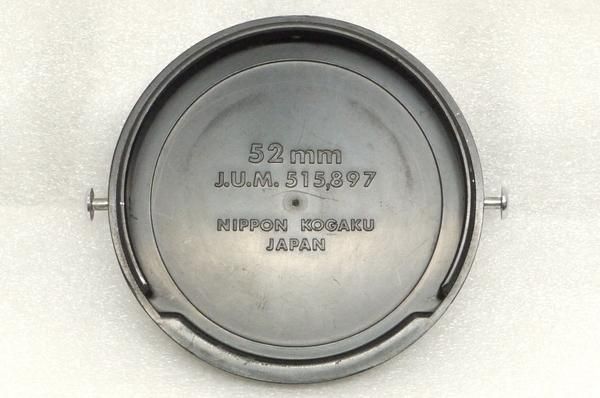 52mm
J.U.M. 515,897
NIPPON KOGAKU
JAPAN